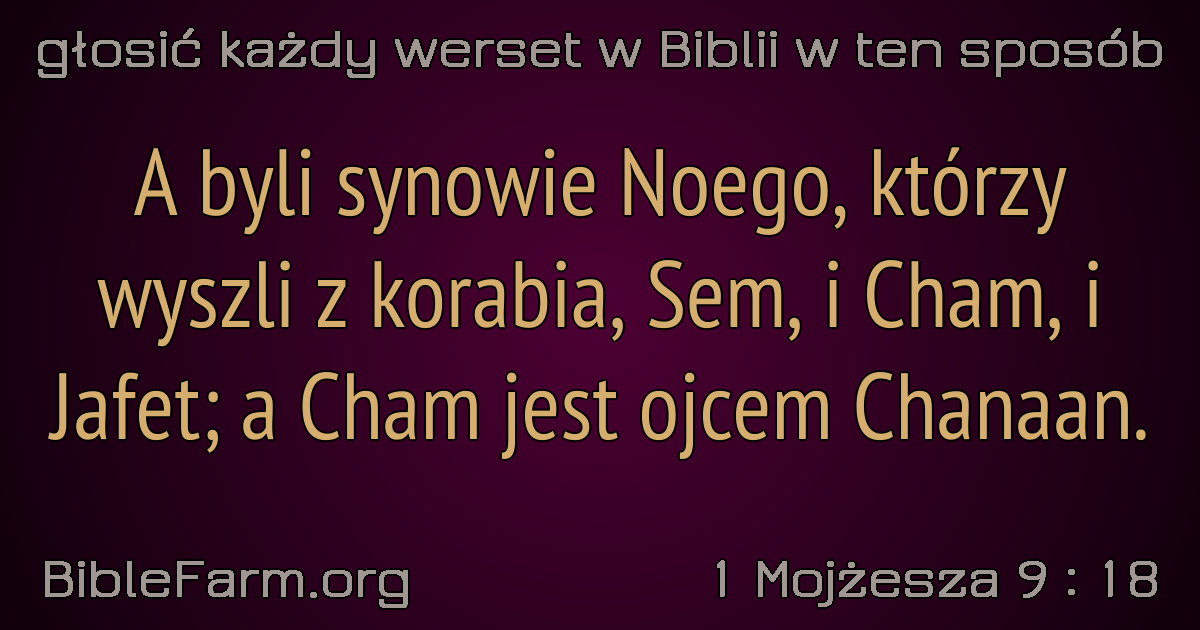 głosić każdy werset w Biblii w ten sposób
A byli synowie Noego, którzy
wyszli z korabia, Sem, i Cham, i
Jafet; a Cham jest ojcem Chanaan.
BibleFarm.org
1 Mojżesza 9 : 18